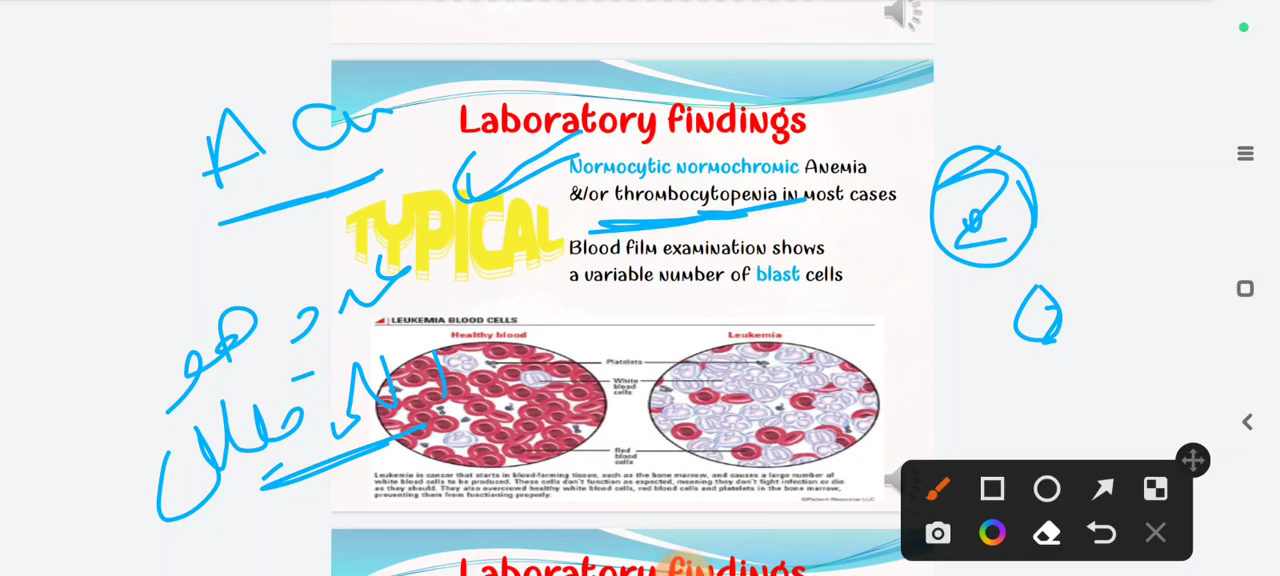 Laboratory findings
Normocytic normochromic Anemia
&/or thrombocytopenia in most cases
TYPICAL
Blood film examination shows
a variable number of blast cells
LEUKEMIA BLOOD CELLS
Healthy blood
Leukemia
Platelets
White
blood
cells
Red
blood
cells
Leukemia is cancer that starts in blood-forming tissue, such as the bone marrow, and causes a large number of
white blood cells to be produced. These cells don't function as expected, meaning they don't fight infection or die
as they should. They also overcrowd healthy white blood cells, red blood cells and platelets in the bone marrow,
preventing them from functioning properly.
©Patient Resource LLC
Laboratory findings